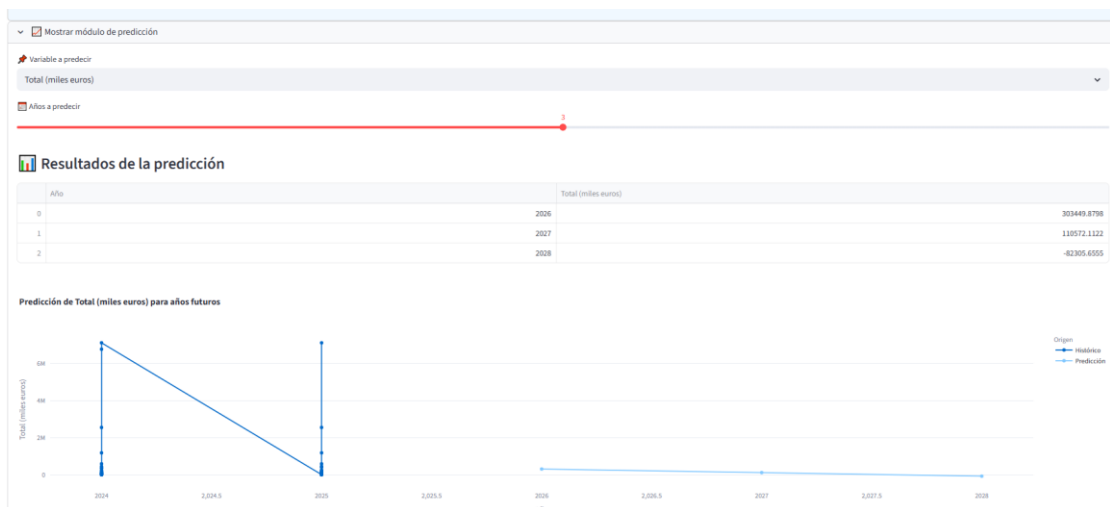 Mostrar módulo de predicción
Variable a predecir
Total (miles euros)
Años a predecir
3
Resultados de la predicción
Año Total (miles euros)
0 2026 303449.8798
1 2027 110572.1122
2 2028 -82305.6555
Predicción de Total (miles euros) para años futuros
Origen
Histórico
Predicción
6M
4M
2M
0
Total (miles euros)
2024 2,024.5 2025 2,025.5 2026 2,026.5 2027 2,027.5 2028